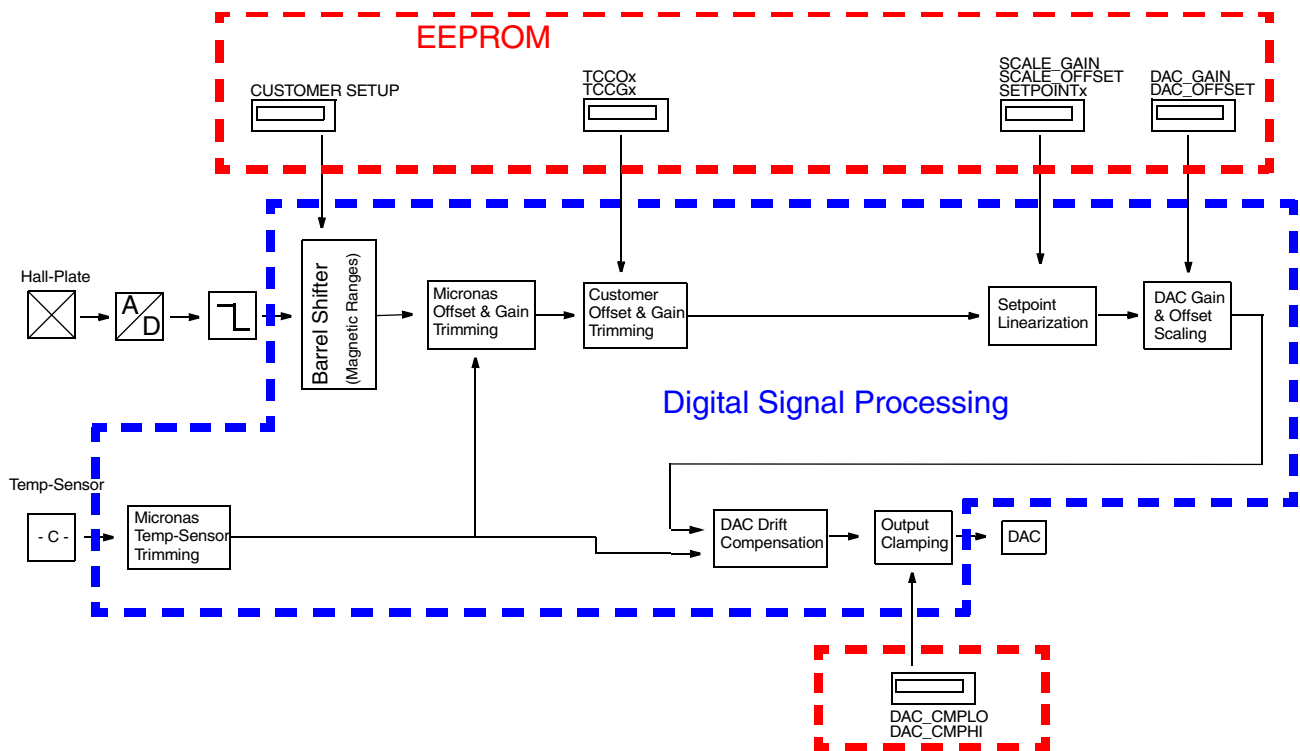 EEPROM
CUSTOMER SETUP
TCCOx
TCCGx
SCALE_GAIN
SCALE_OFFSET
SETPOINTx
DAC_GAIN
DAC_OFFSET
Hall-Plate
A
D
Barrel Shifter
(Magnetic Ranges)
Micronas
Offset & Gain
Trimming
Customer
Offset & Gain
Trimming
Setpoint
Linearization
DAC Gain
& Offset
Scaling
Digital Signal Processing
Temp-Sensor
- C -
Micronas
Temp-Sensor
Trimming
DAC Drift
Compensation
Output
Clamping
DAC
DAC_CMPLO
DAC_CMPHI